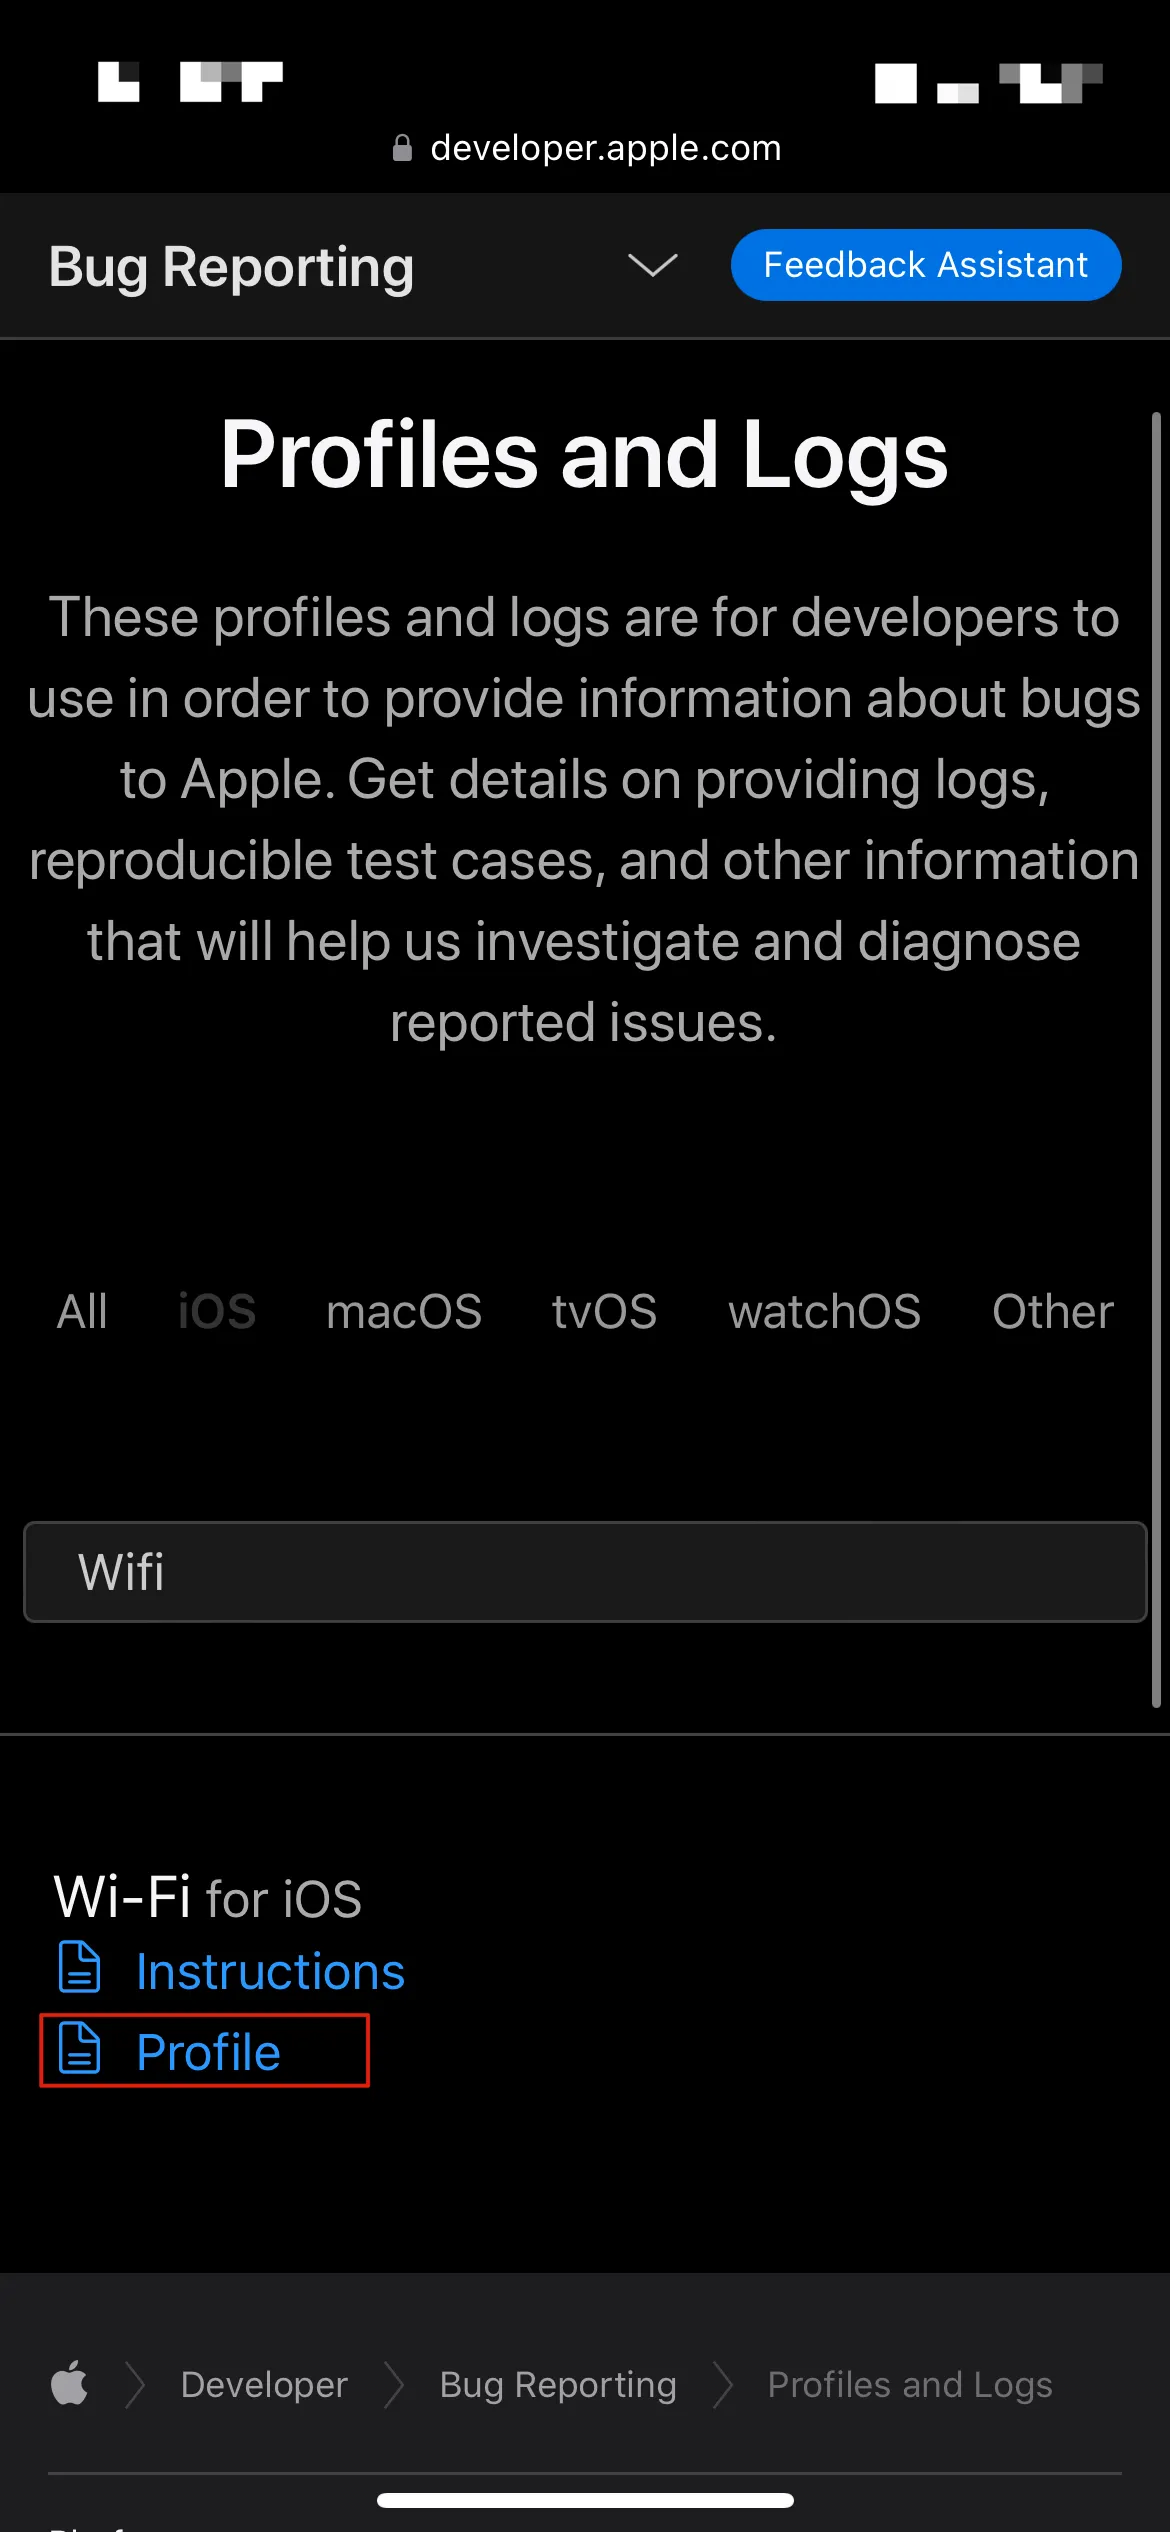 developer.apple.com
Bug Reporting
Feedback Assistant
Profiles and Logs
These profiles and logs are for developers to
use in order to provide information about bugs
to Apple. Get details on providing logs,
reproducible test cases, and other information
that will help us investigate and diagnose
reported issues.
All iOS macOS tvOS watchOS Other
Wifi
Wi-Fi for iOS
Instructions
Profile
Developer Bug Reporting Profiles and Logs